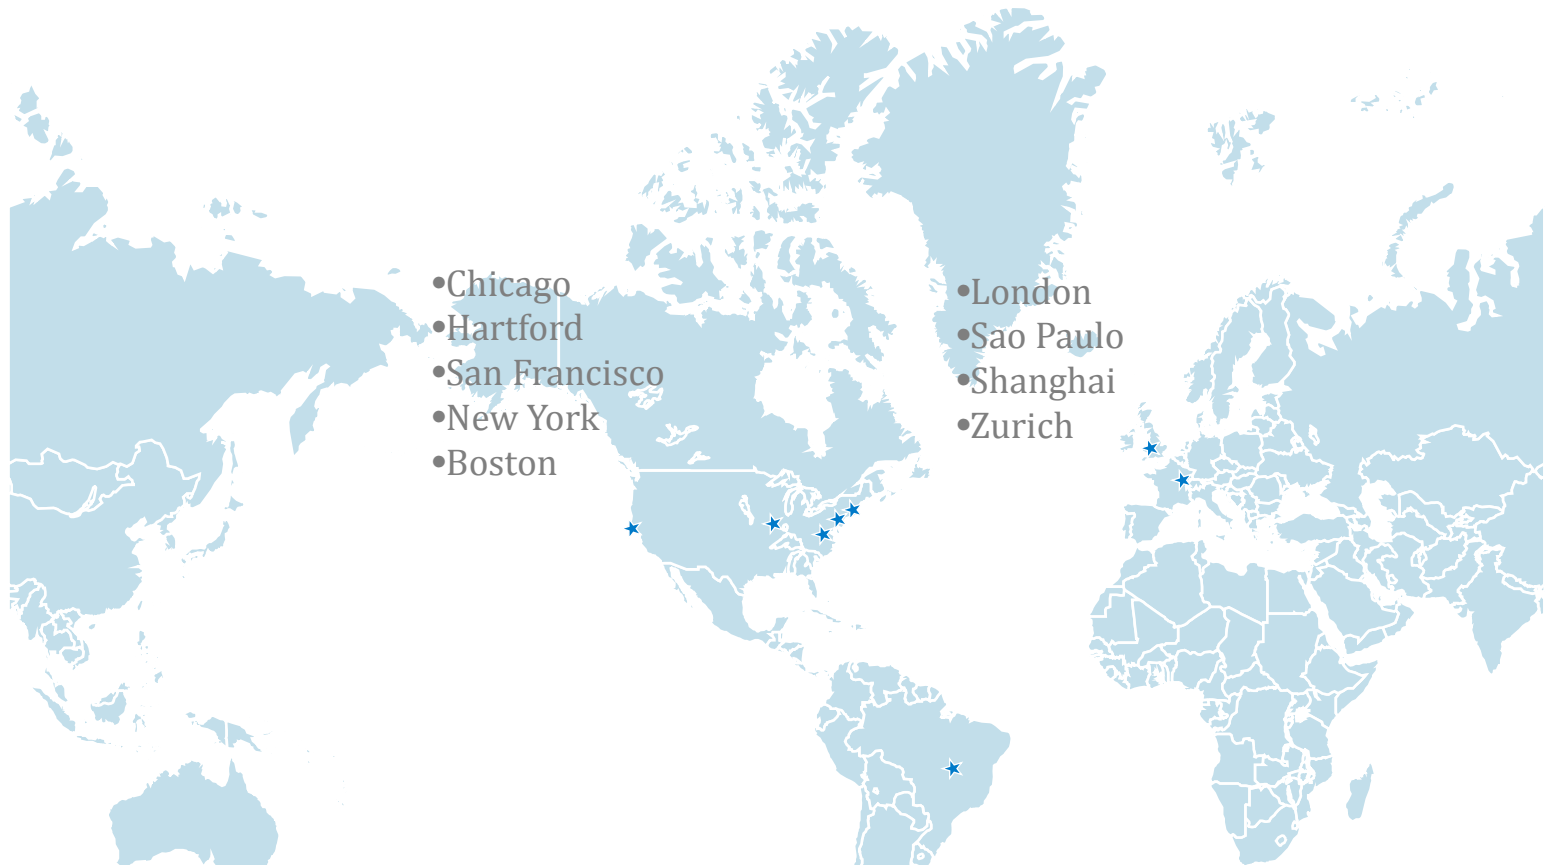 •Chicago
•Hartford
•San Francisco
•New York
•Boston
•London
•Sao Paulo
•Shanghai
•Zurich